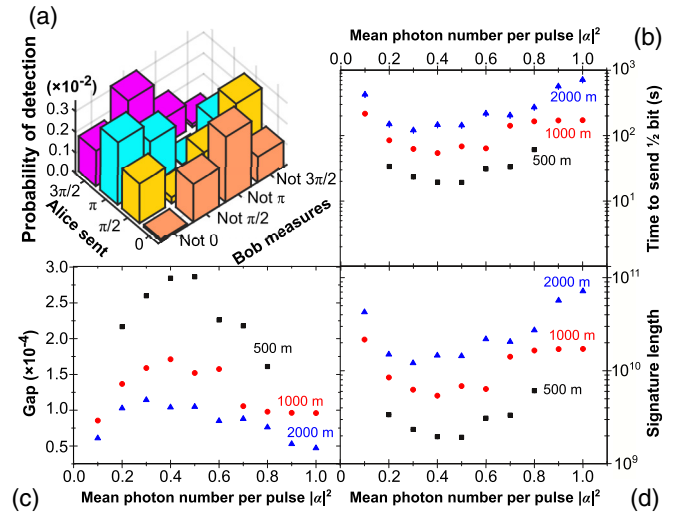 (a)
Probability of detection
(×10⁻²)
0.3
0.2
0.1
0.0
3π/2
π
π/2
0
Alice sent
Not 0
Not π/2
Not π
Not 3π/2
Bob measures
Mean photon number per pulse |α|²
0.0 0.2 0.4 0.6 0.8 1.0
(b)
10³
10²
10¹
Time to send ½ bit (s)
2000 m
1000 m
500 m
3.0
2.5
2.0
1.5
1.0
0.5
Gap (×10⁻⁴)
500 m
1000 m
2000 m
0.0 0.2 0.4 0.6 0.8 1.0
Mean photon number per pulse |α|²
(c)
10¹¹
10¹⁰
10⁹
Signature length
2000 m
1000 m
500 m
0.0 0.2 0.4 0.6 0.8 1.0
Mean photon number per pulse |α|²
(d)